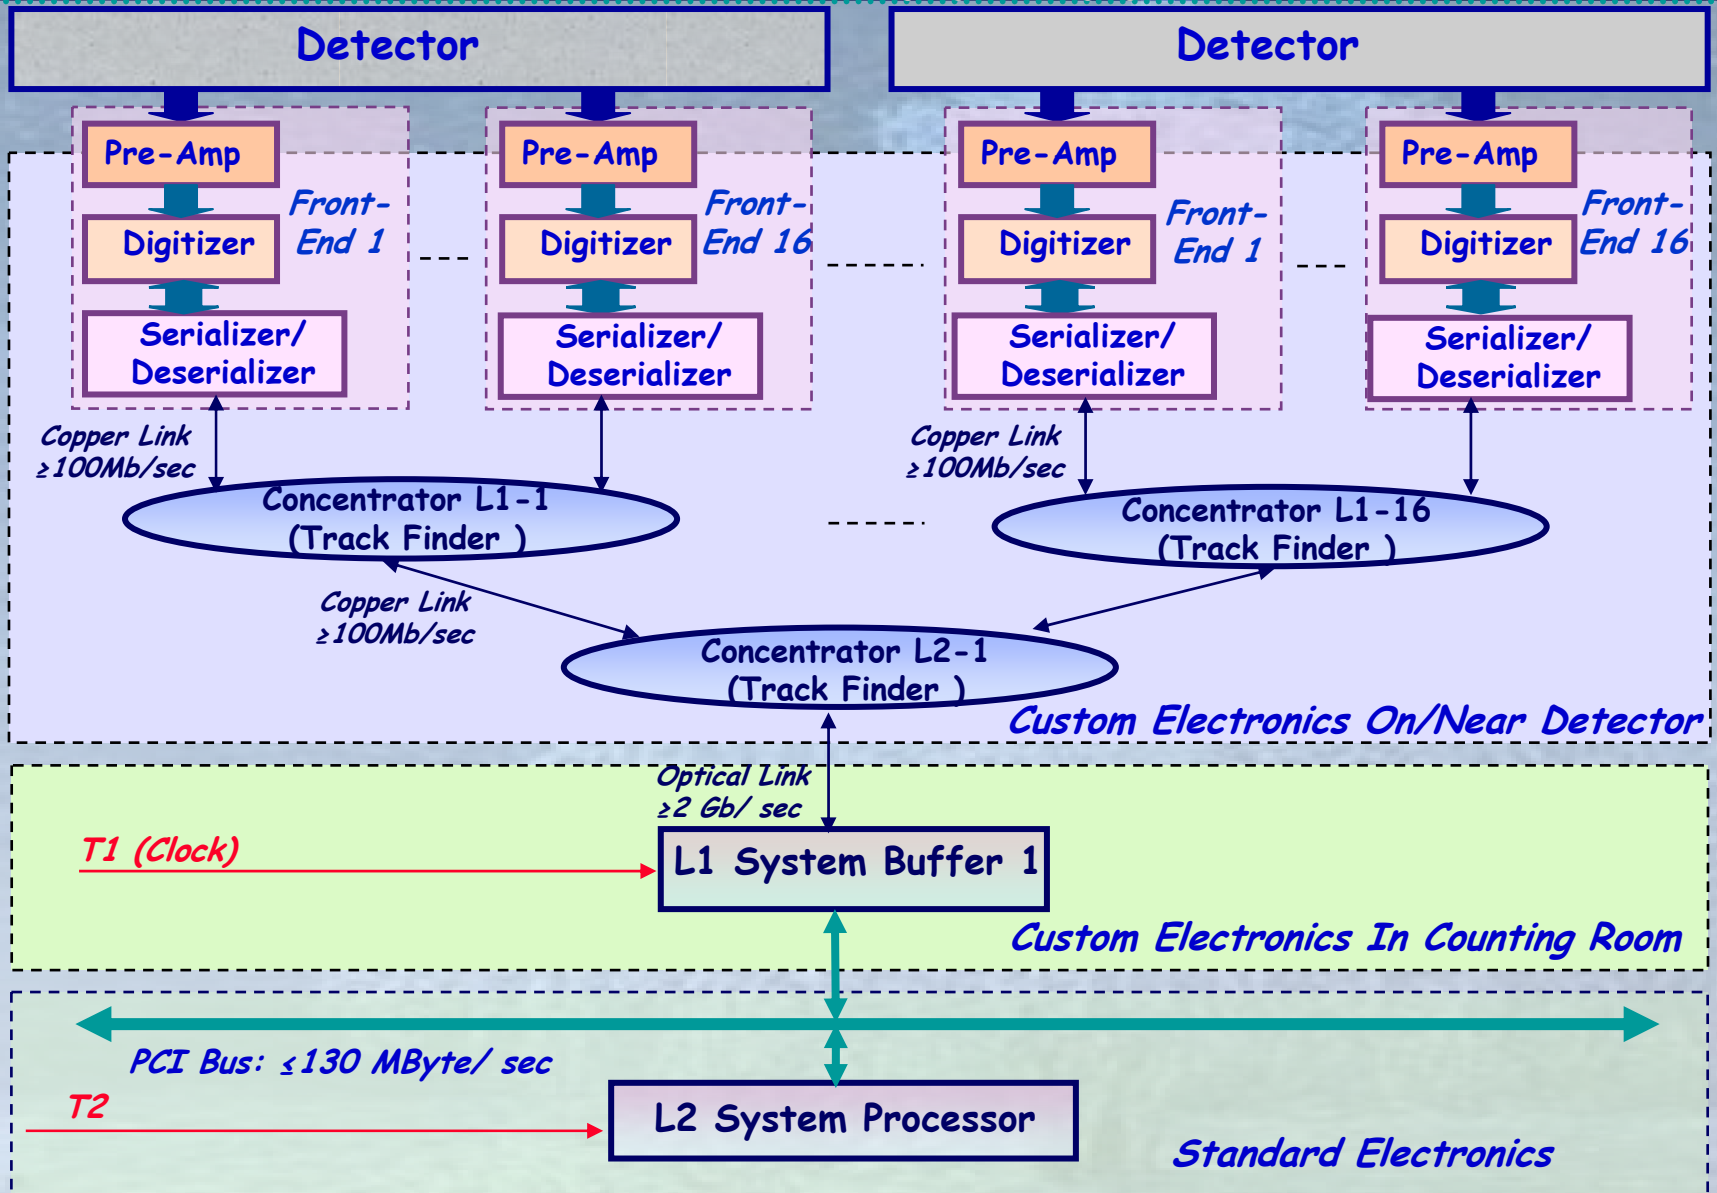 Detector
Detector
Pre-Amp
Pre-Amp
Pre-Amp
Pre-Amp
Front-
End 1
Front-
End 16
Front-
End 1
Front-
End 16
Digitizer
Digitizer
Digitizer
Digitizer
Serializer/
Deserializer
Serializer/
Deserializer
Serializer/
Deserializer
Serializer/
Deserializer
Copper Link
≥100Mb/sec
Copper Link
≥100Mb/sec
Concentrator L1-1
(Track Finder )
Concentrator L1-16
(Track Finder )
Copper Link
≥100Mb/sec
Concentrator L2-1
(Track Finder )
Custom Electronics On/Near Detector
Optical Link
≥2 Gb/ sec
T1 (Clock)
L1 System Buffer 1
Custom Electronics In Counting Room
PCI Bus: ≤130 MByte/ sec
T2
L2 System Processor
Standard Electronics